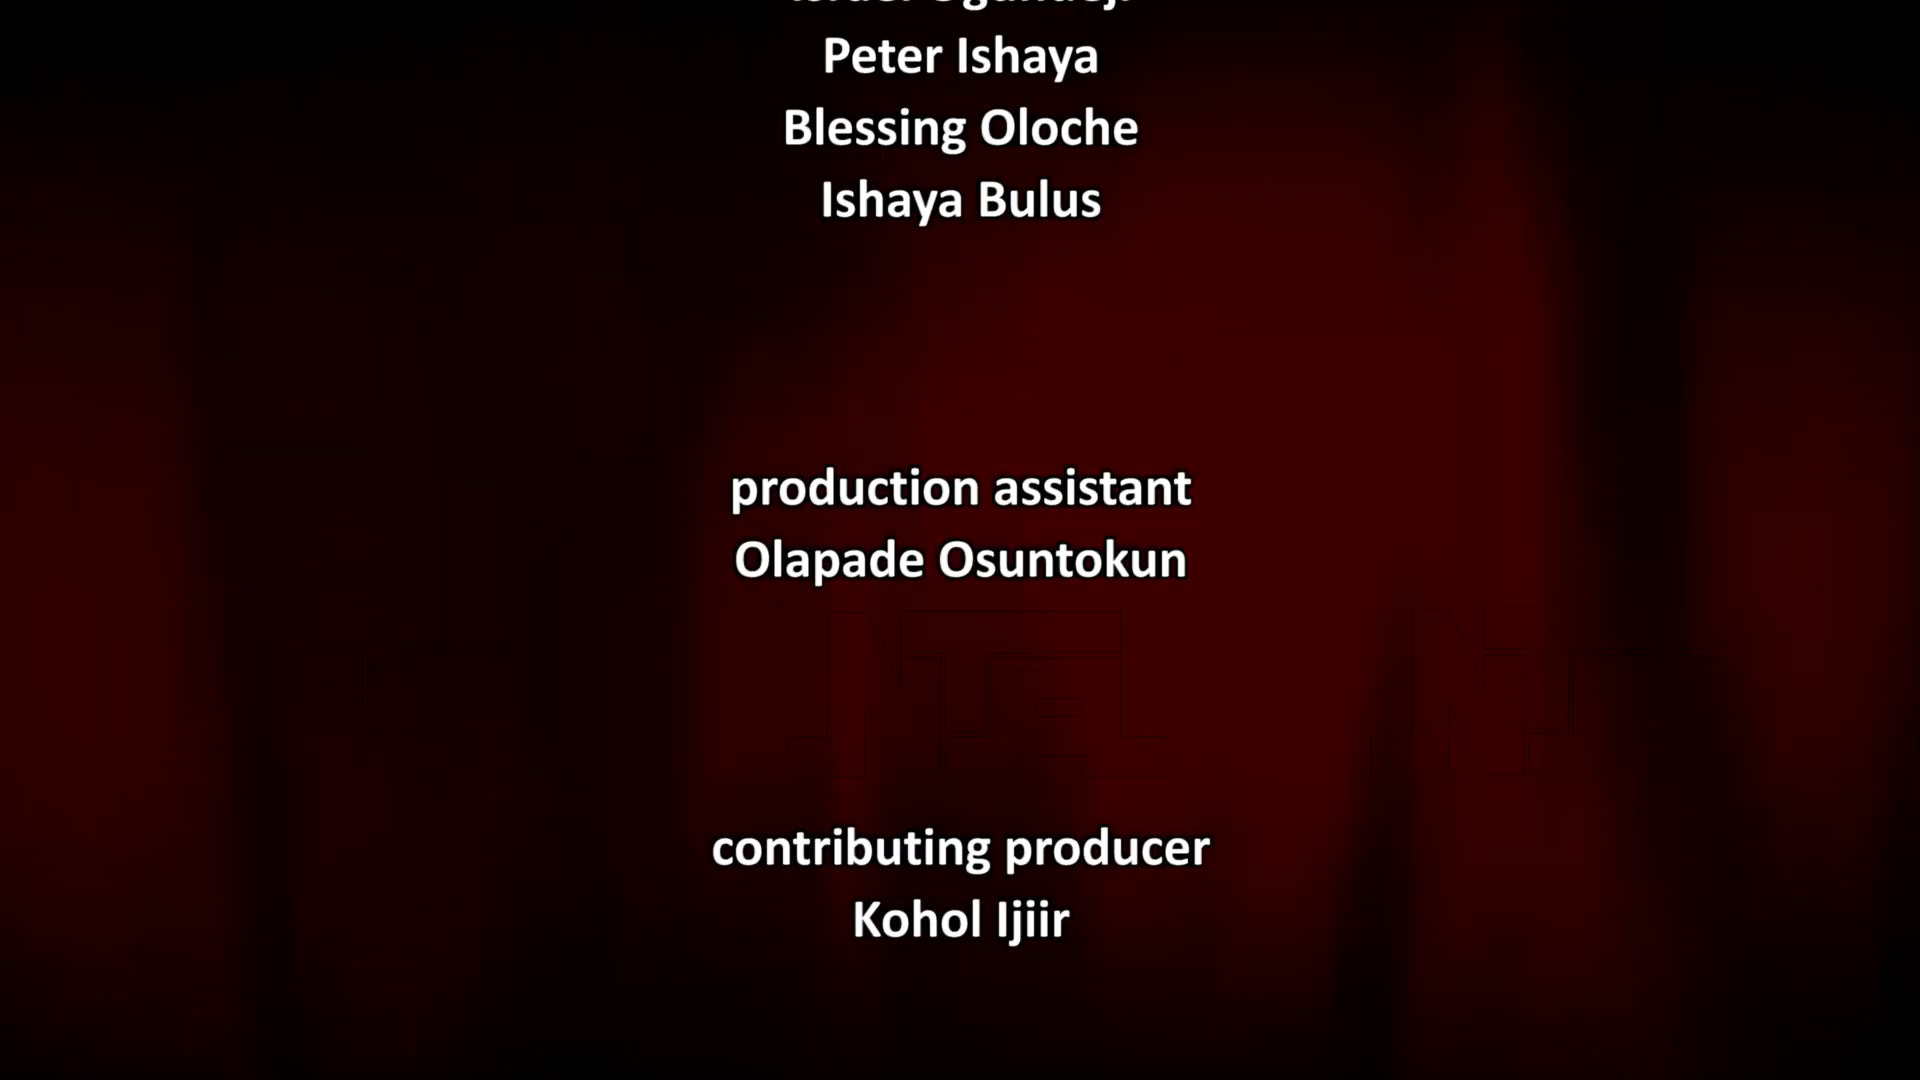 Peter Ishaya
Blessing Oloche
Ishaya Bulus
production assistant
Olapade Osuntokun
contributing producer
Kohol Ijiir